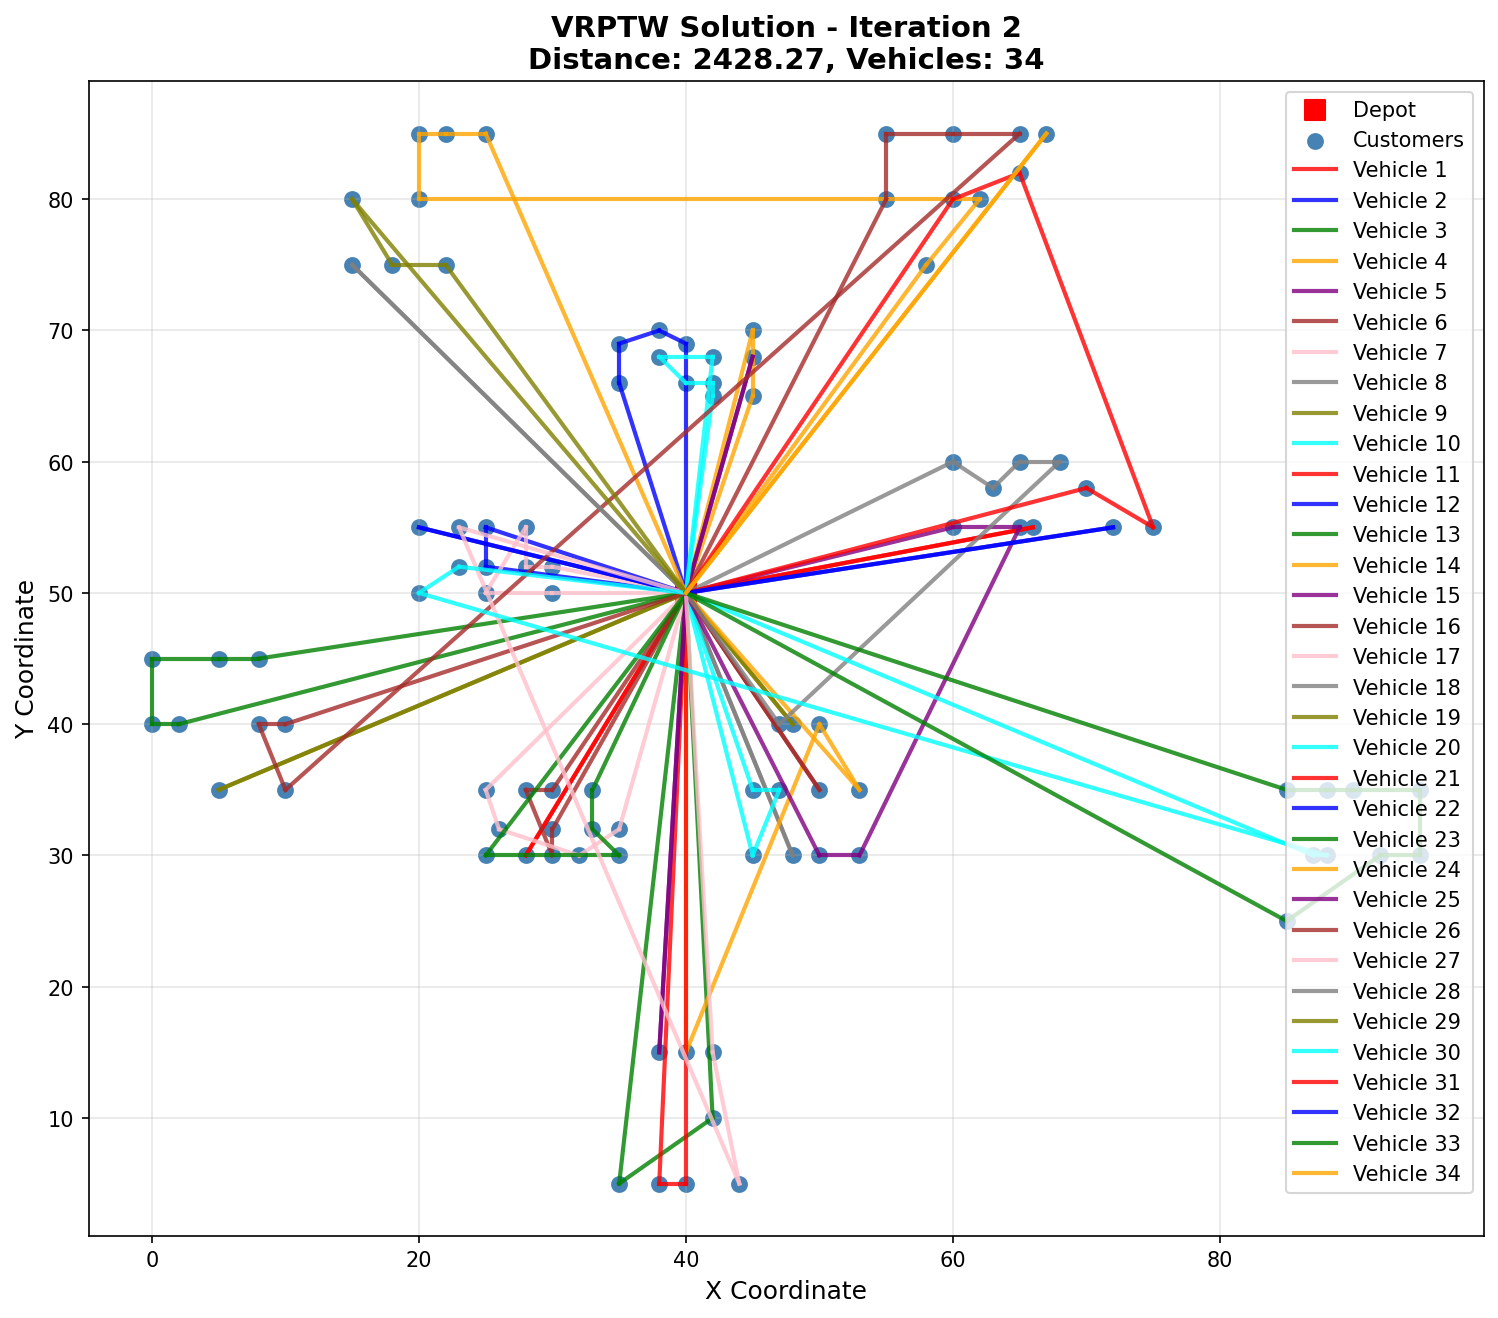 VRPTW Solution - Iteration 2
Distance: 2428.27, Vehicles: 34
Y Coordinate
80
70
60
50
40
30
20
10
0
20
40
60
80
X Coordinate
Depot
Customers
Vehicle 1
Vehicle 2
Vehicle 3
Vehicle 4
Vehicle 5
Vehicle 6
Vehicle 7
Vehicle 8
Vehicle 9
Vehicle 10
Vehicle 11
Vehicle 12
Vehicle 13
Vehicle 14
Vehicle 15
Vehicle 16
Vehicle 17
Vehicle 18
Vehicle 19
Vehicle 20
Vehicle 21
Vehicle 22
Vehicle 23
Vehicle 24
Vehicle 25
Vehicle 26
Vehicle 27
Vehicle 28
Vehicle 29
Vehicle 30
Vehicle 31
Vehicle 32
Vehicle 33
Vehicle 34